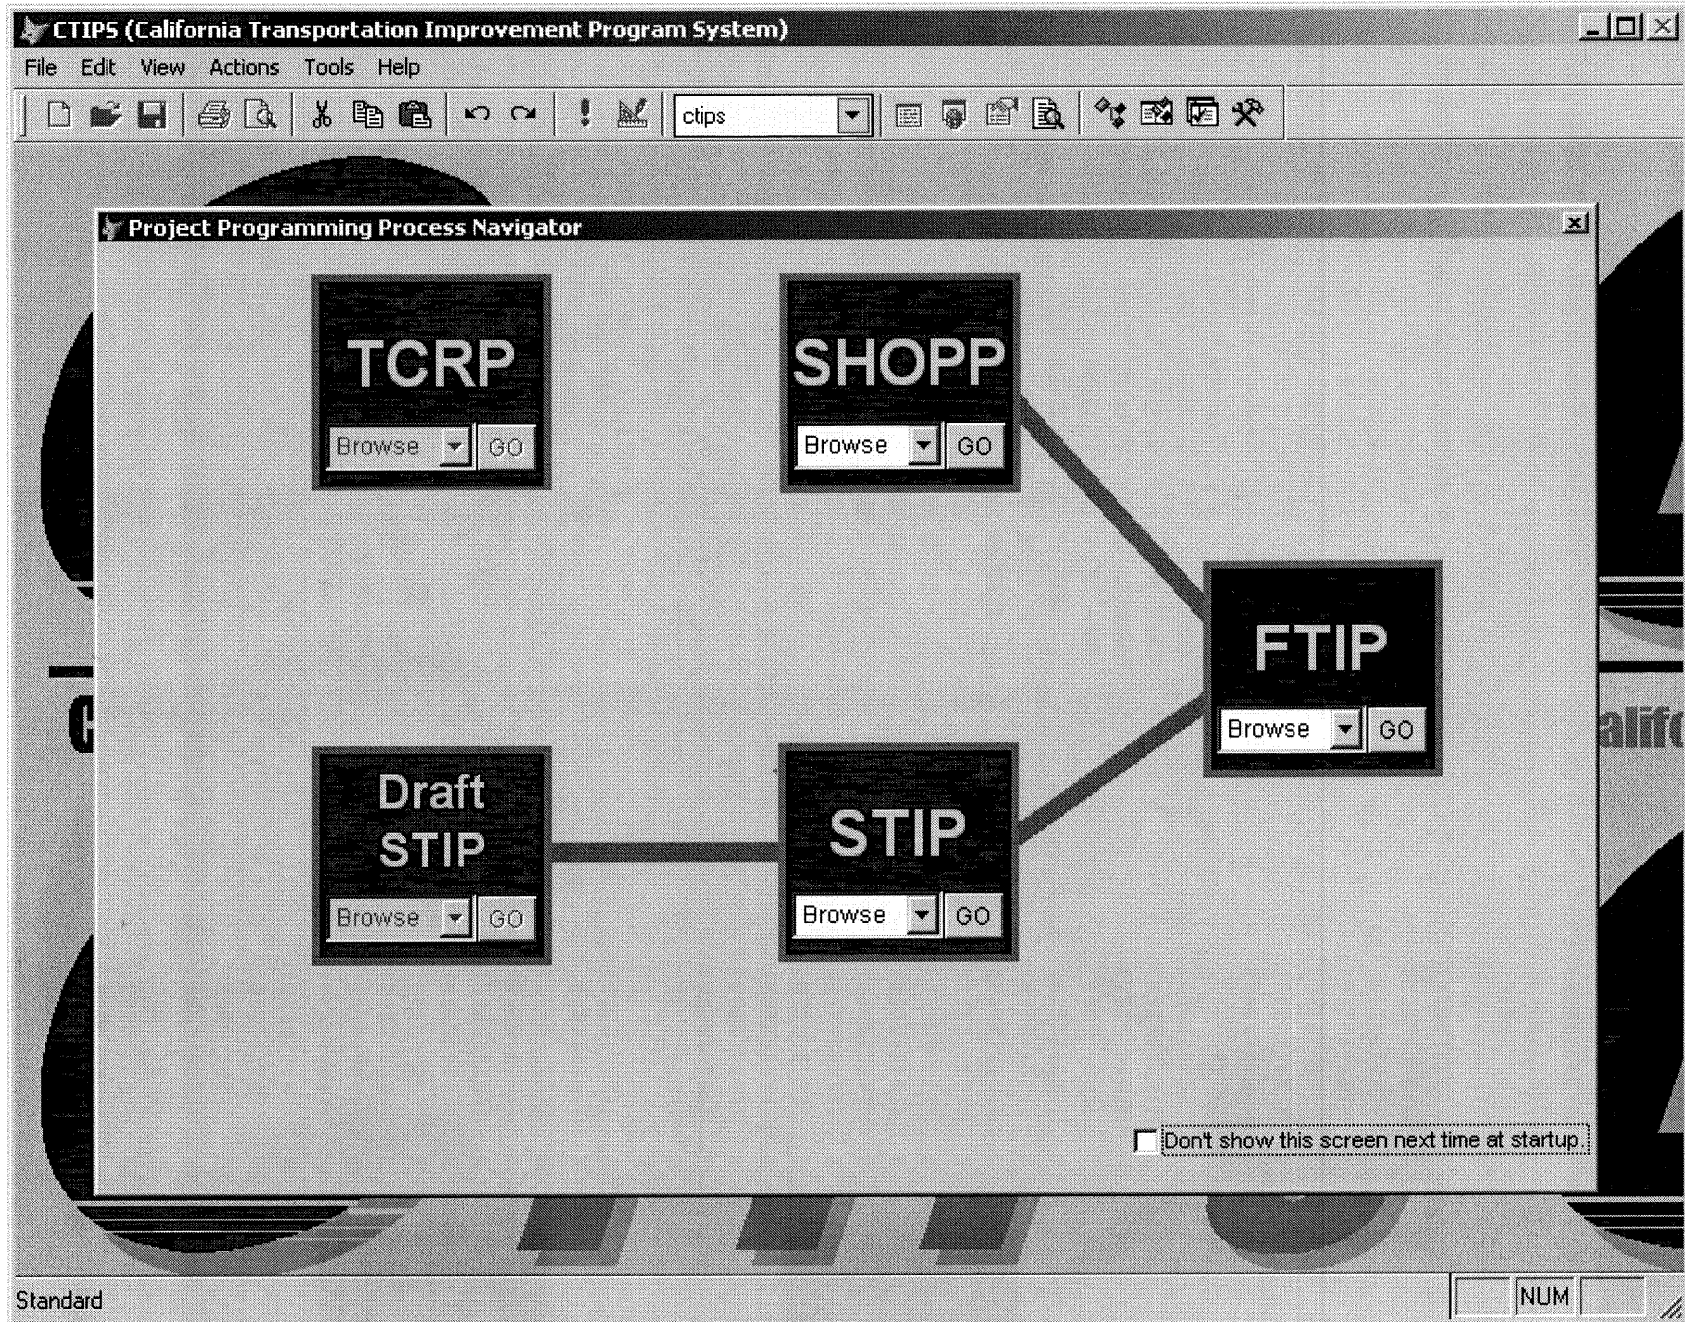 CTIPS (California Transportation Improvement Program System)
File Edit View Actions Tools Help
ctips
Project Programming Process Navigator
TCRP
Browse GO
SHOPP
Browse GO
FTIP
Browse GO
Draft
STIP
Browse GO
STIP
Browse GO
alifo
Don't show this screen next time at startup.
Standard
NUM